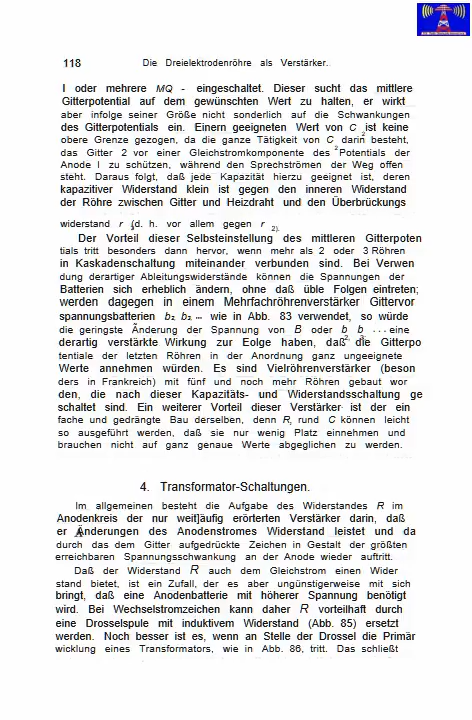 118 Die Dreielektrodenröhre als Verstärker.
I oder mehrere MQ - eingeschaltet. Dieser sucht das mittlere
Gitterpotential auf dem gewünschten Wert zu halten, er wirkt
aber infolge seiner Größe nicht sonderlich auf die Schwankungen
des Gitterpotentials ein. Einern geeigneten Wert von C2 ist keine
obere Grenze gezogen, da die ganze Tätigkeit von C2 darin besteht,
das Gitter 2 vor einer Gleichstromkomponente des Potentials der
Anode I zu schützen, während den Sprechströmen der Weg offen
steht. Daraus folgt, daß jede Kapazität hierzu geeignet ist, deren
kapazitiver Widerstand klein ist gegen den inneren Widerstand
der Röhre zwischen Gitter und Heizdraht und den Überbrückungs
widerstand r (d. h. vor allem gegen r 2).
Der Vorteil dieser Selbsteinstellung des mittleren Gitterpoten
tials tritt besonders dann hervor, wenn mehr als 2 oder 3 Röhren
in Kaskadenschaltung miteinander verbunden sind. Bei Verwen
dung derartiger Ableitungswiderstände können die Spannungen der
Batterien sich erheblich ändern, ohne daß üble Folgen eintreten;
werden dagegen in einem Mehrfachröhrenverstärker Gittervor
spannungsbatterien b2, b3, ... wie in Abb. 83 verwendet, so würde
die geringste Änderung der Spannung von B oder b2, b3, ... eine
derartig verstärkte Wirkung zur Eolge haben, daß die Gitterpo
tentiale der letzten Röhren in der Anordnung ganz ungeeignete
Werte annehmen würden. Es sind Vielröhrenverstärker (beson
ders in Frankreich) mit fünf und noch mehr Röhren gebaut wor
den, die nach dieser Kapazitäts- und Widerstandsschaltung ge
schaltet sind. Ein weiterer Vorteil dieser Verstärker ist der ein
fache und gedrängte Bau derselben, denn R, rund C können leicht
so ausgeführt werden, daß sie nur wenig Platz einnehmen und
brauchen nicht auf ganz genaue Werte abgeglichen zu werden.
4. Transformator-Schaltungen.
Im allgemeinen besteht die Aufgabe des Widerstandes R im
Anodenkreis der nur weitläufig erörterten Verstärker darin, daß
er Änderungen des Anodenstromes Widerstand leistet und da
durch das dem Gitter aufgedrückte Zeichen in Gestalt der größten
erreichbaren Spannungsschwankung an der Anode wieder auftritt.
Daß der Widerstand R auch dem Gleichstrom einen Wider
stand bietet, ist ein Zufall, der es aber ungünstigerweise mit sich
bringt, daß eine Anodenbatterie mit höherer Spannung benötigt
wird. Bei Wechselstromzeichen kann daher R vorteilhaft durch
eine Drosselspule mit induktivem Widerstand (Abb. 85) ersetzt
werden. Noch besser ist es, wenn an Stelle der Drossel die Primär
wicklung eines Transformators, wie in Abb. 86, tritt. Das schließt